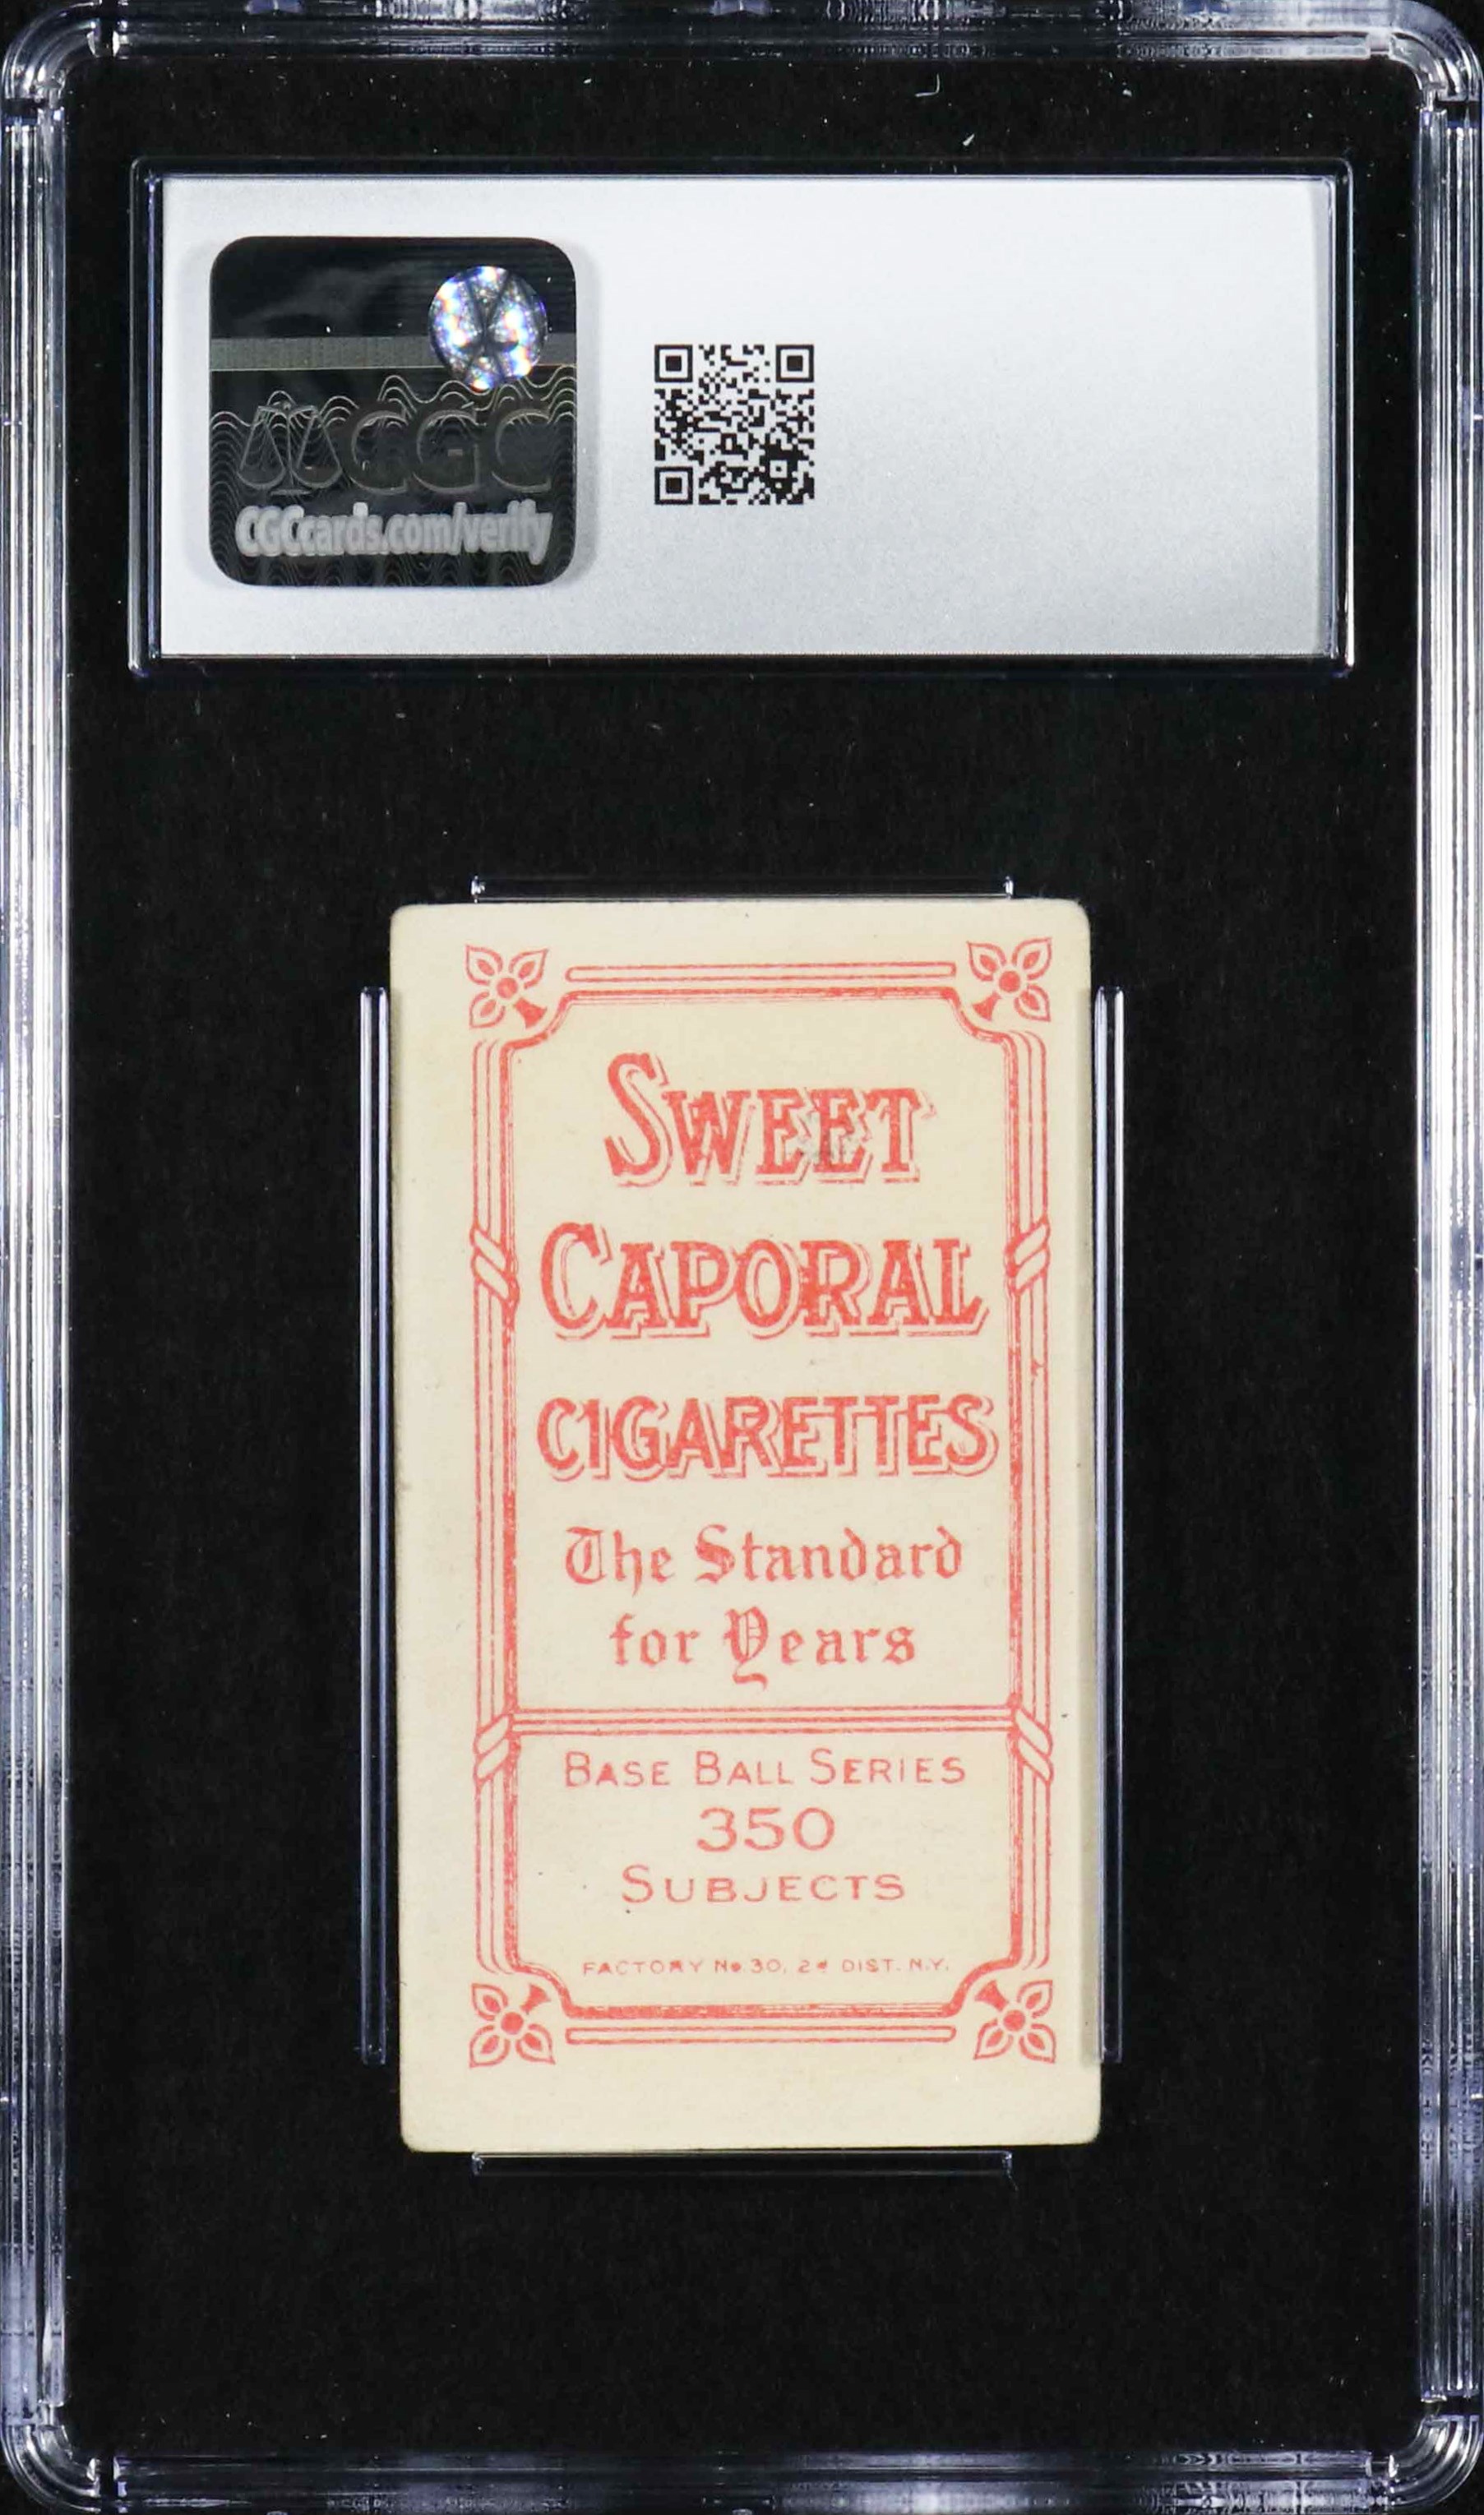 CGC
CGCcards.com/verify
SWEET
CAPORAL
CIGARETTES
The Standard
for Years
BASE BALL SERIES
350
SUBJECTS
FACTORY No. 30, 2d DIST. N.Y.